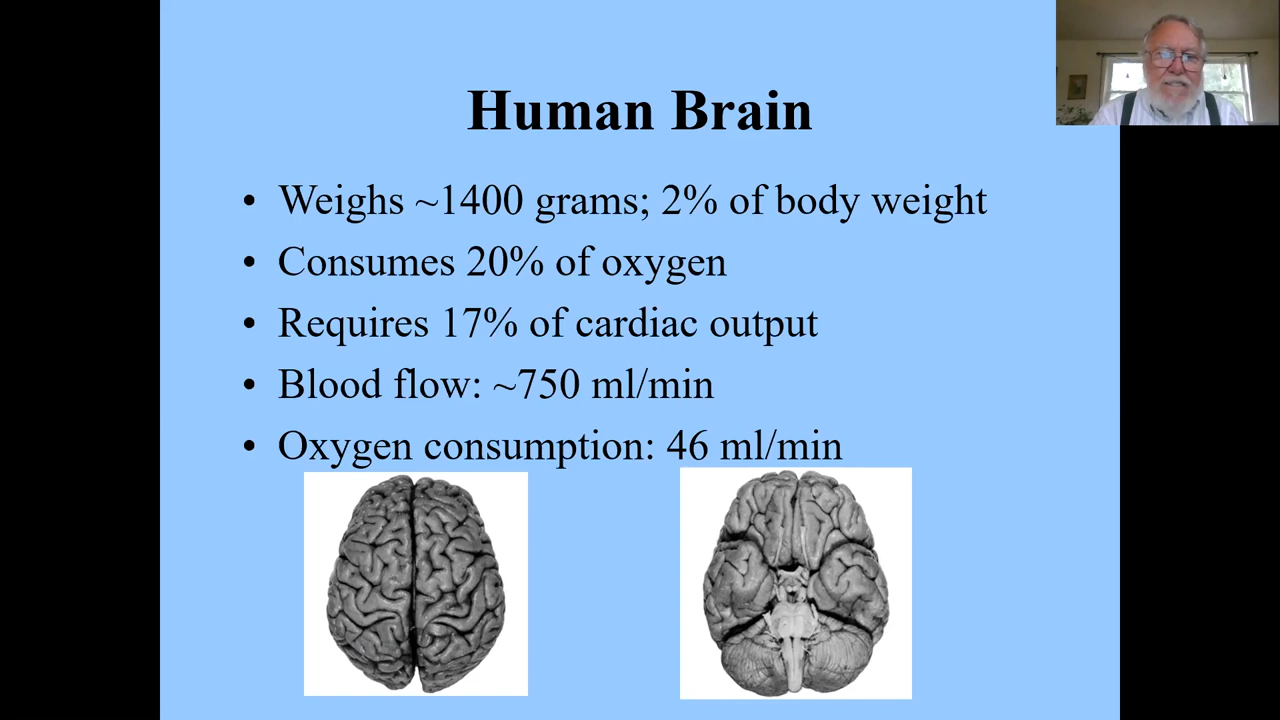 Human Brain
• Weighs ~1400 grams; 2% of body weight
• Consumes 20% of oxygen
• Requires 17% of cardiac output
• Blood flow: ~750 ml/min
• Oxygen consumption: 46 ml/min